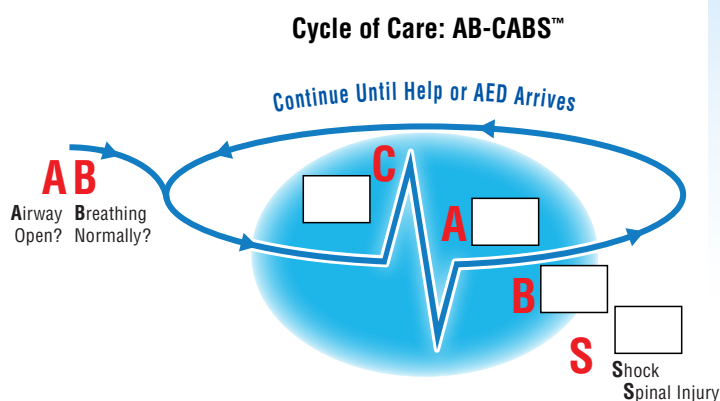 Cycle of Care: AB-CABS™
Continue Until Help or AED Arrives
A B
Airway Breathing
Open? Normally?
C
A
B
S
Shock
Spinal Injury